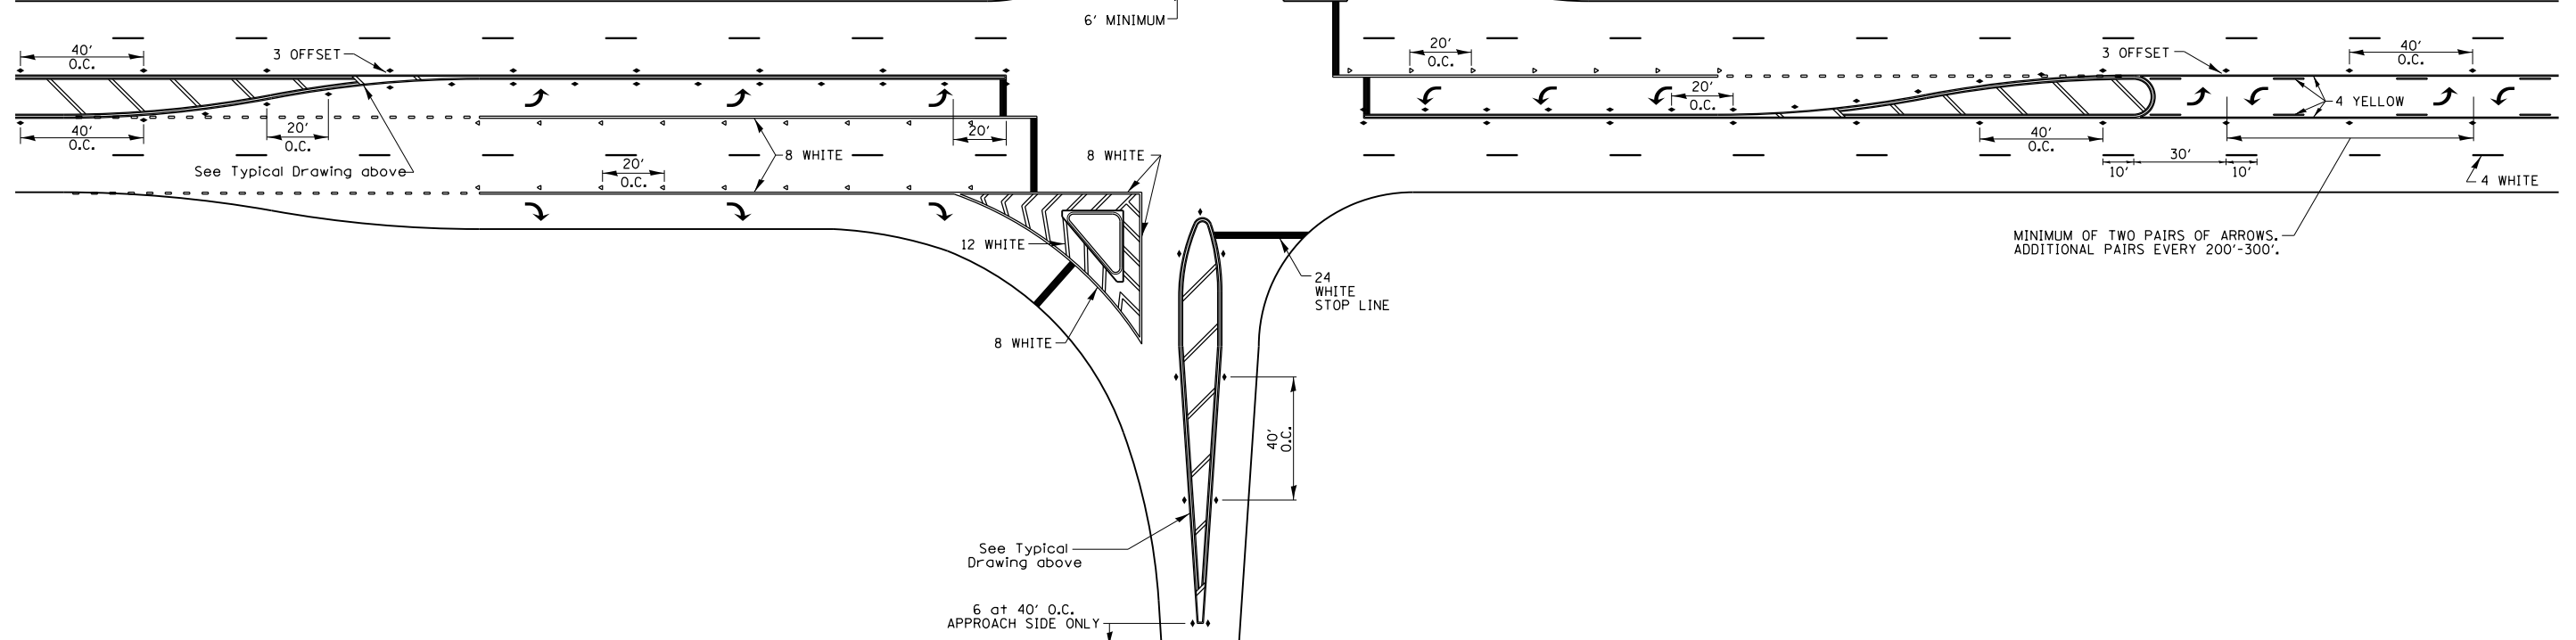 6' MINIMUM
40'
O.C.
3 OFFSET
20'
O.C.
3 OFFSET
40'
O.C.
20'
O.C.
4 YELLOW
40'
O.C.
20'
O.C.
20'
40'
O.C.
8 WHITE
8 WHITE
30'
10'
10'
See Typical Drawing above
20'
O.C.
4 WHITE
12 WHITE
MINIMUM OF TWO PAIRS OF ARROWS.
ADDITIONAL PAIRS EVERY 200'-300'.
24
WHITE
STOP LINE
8 WHITE
40'
O.C.
See Typical
Drawing above
6 at 40' O.C.
APPROACH SIDE ONLY